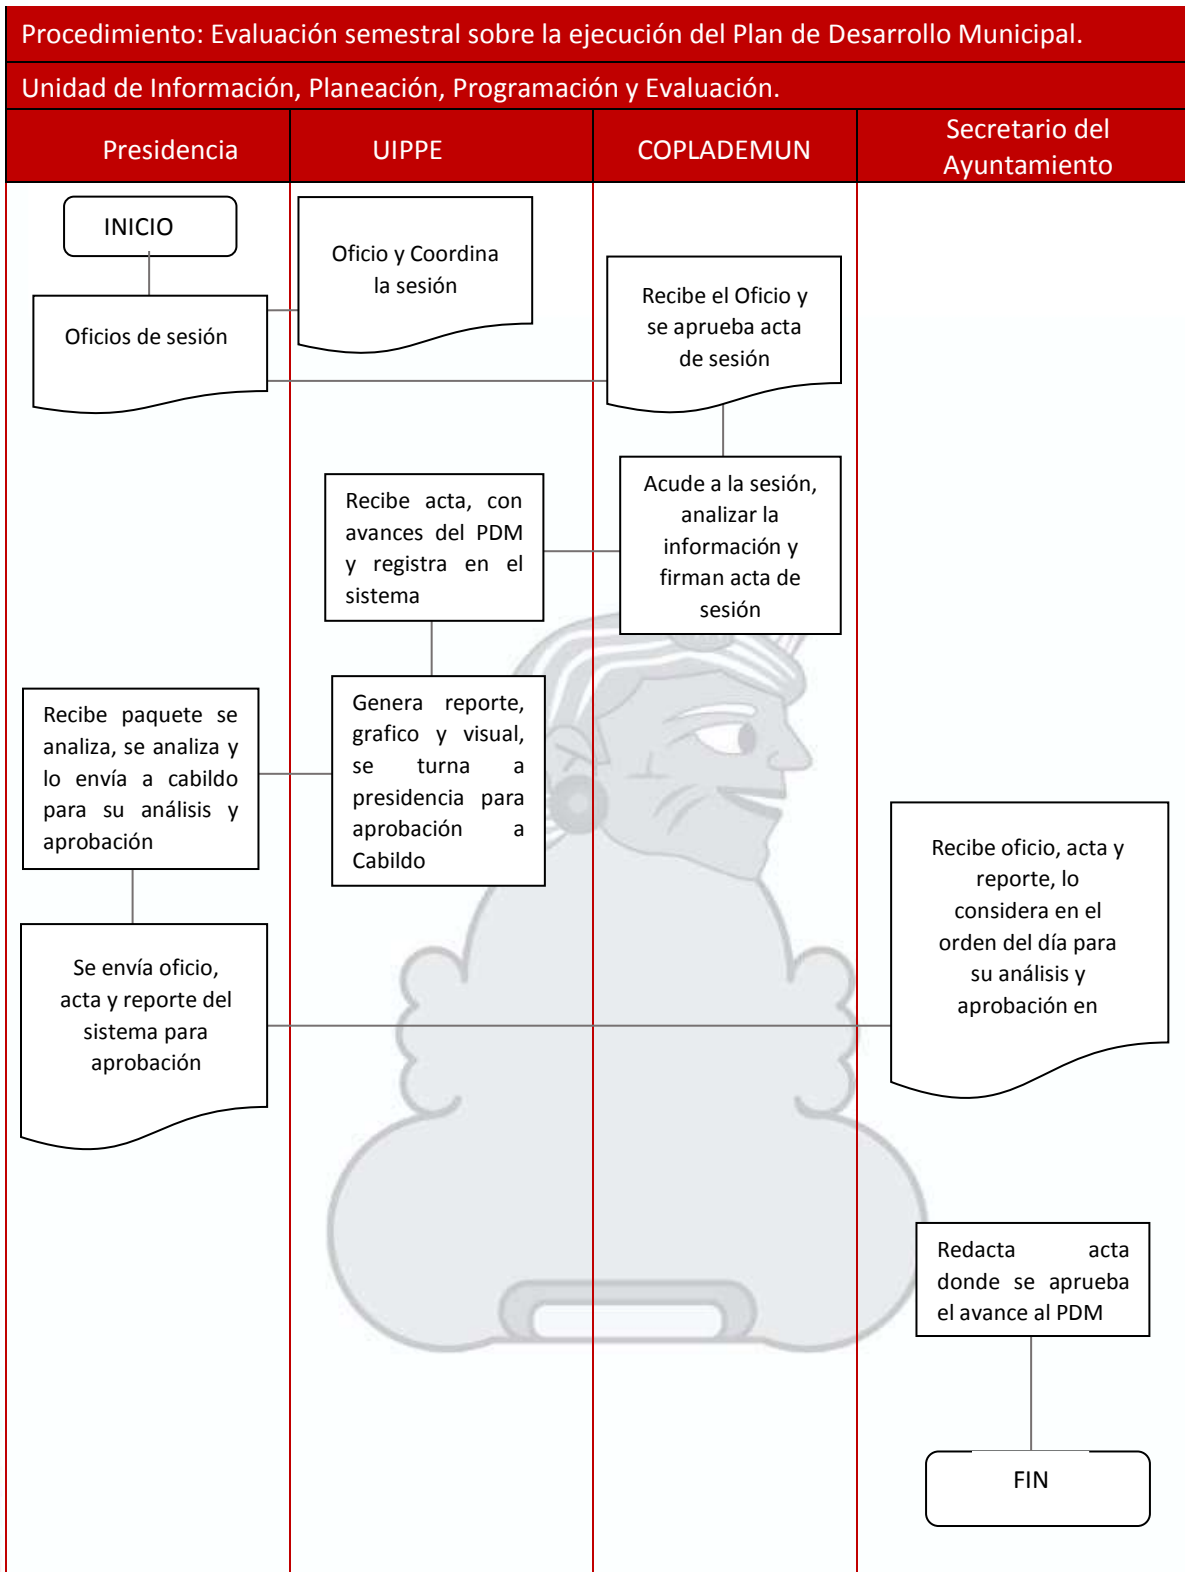 Procedimiento: Evaluación semestral sobre la ejecución del Plan de Desarrollo Municipal.
Unidad de Información, Planeación, Programación y Evaluación.
Presidencia
UIPPE
COPLADEMUN
Secretario del
Ayuntamiento
INICIO
Oficio y Coordina
la sesión
Oficios de sesión
Recibe el Oficio y
se aprueba acta
de sesión
Acude a la sesión,
analizar la
información y
firman acta de
sesión
Recibe acta, con
avances del PDM
y registra en el
sistema
Genera reporte,
grafico y visual,
se turna a
presidencia para
aprobación a
Cabildo
Recibe paquete se
analiza, se analiza y
lo envía a cabildo
para su análisis y
aprobación
Se envía oficio,
acta y reporte del
sistema para
aprobación
Recibe oficio, acta y
reporte, lo
considera en el
orden del día para
su análisis y
aprobación en
Redacta acta
donde se aprueba
el avance al PDM
FIN